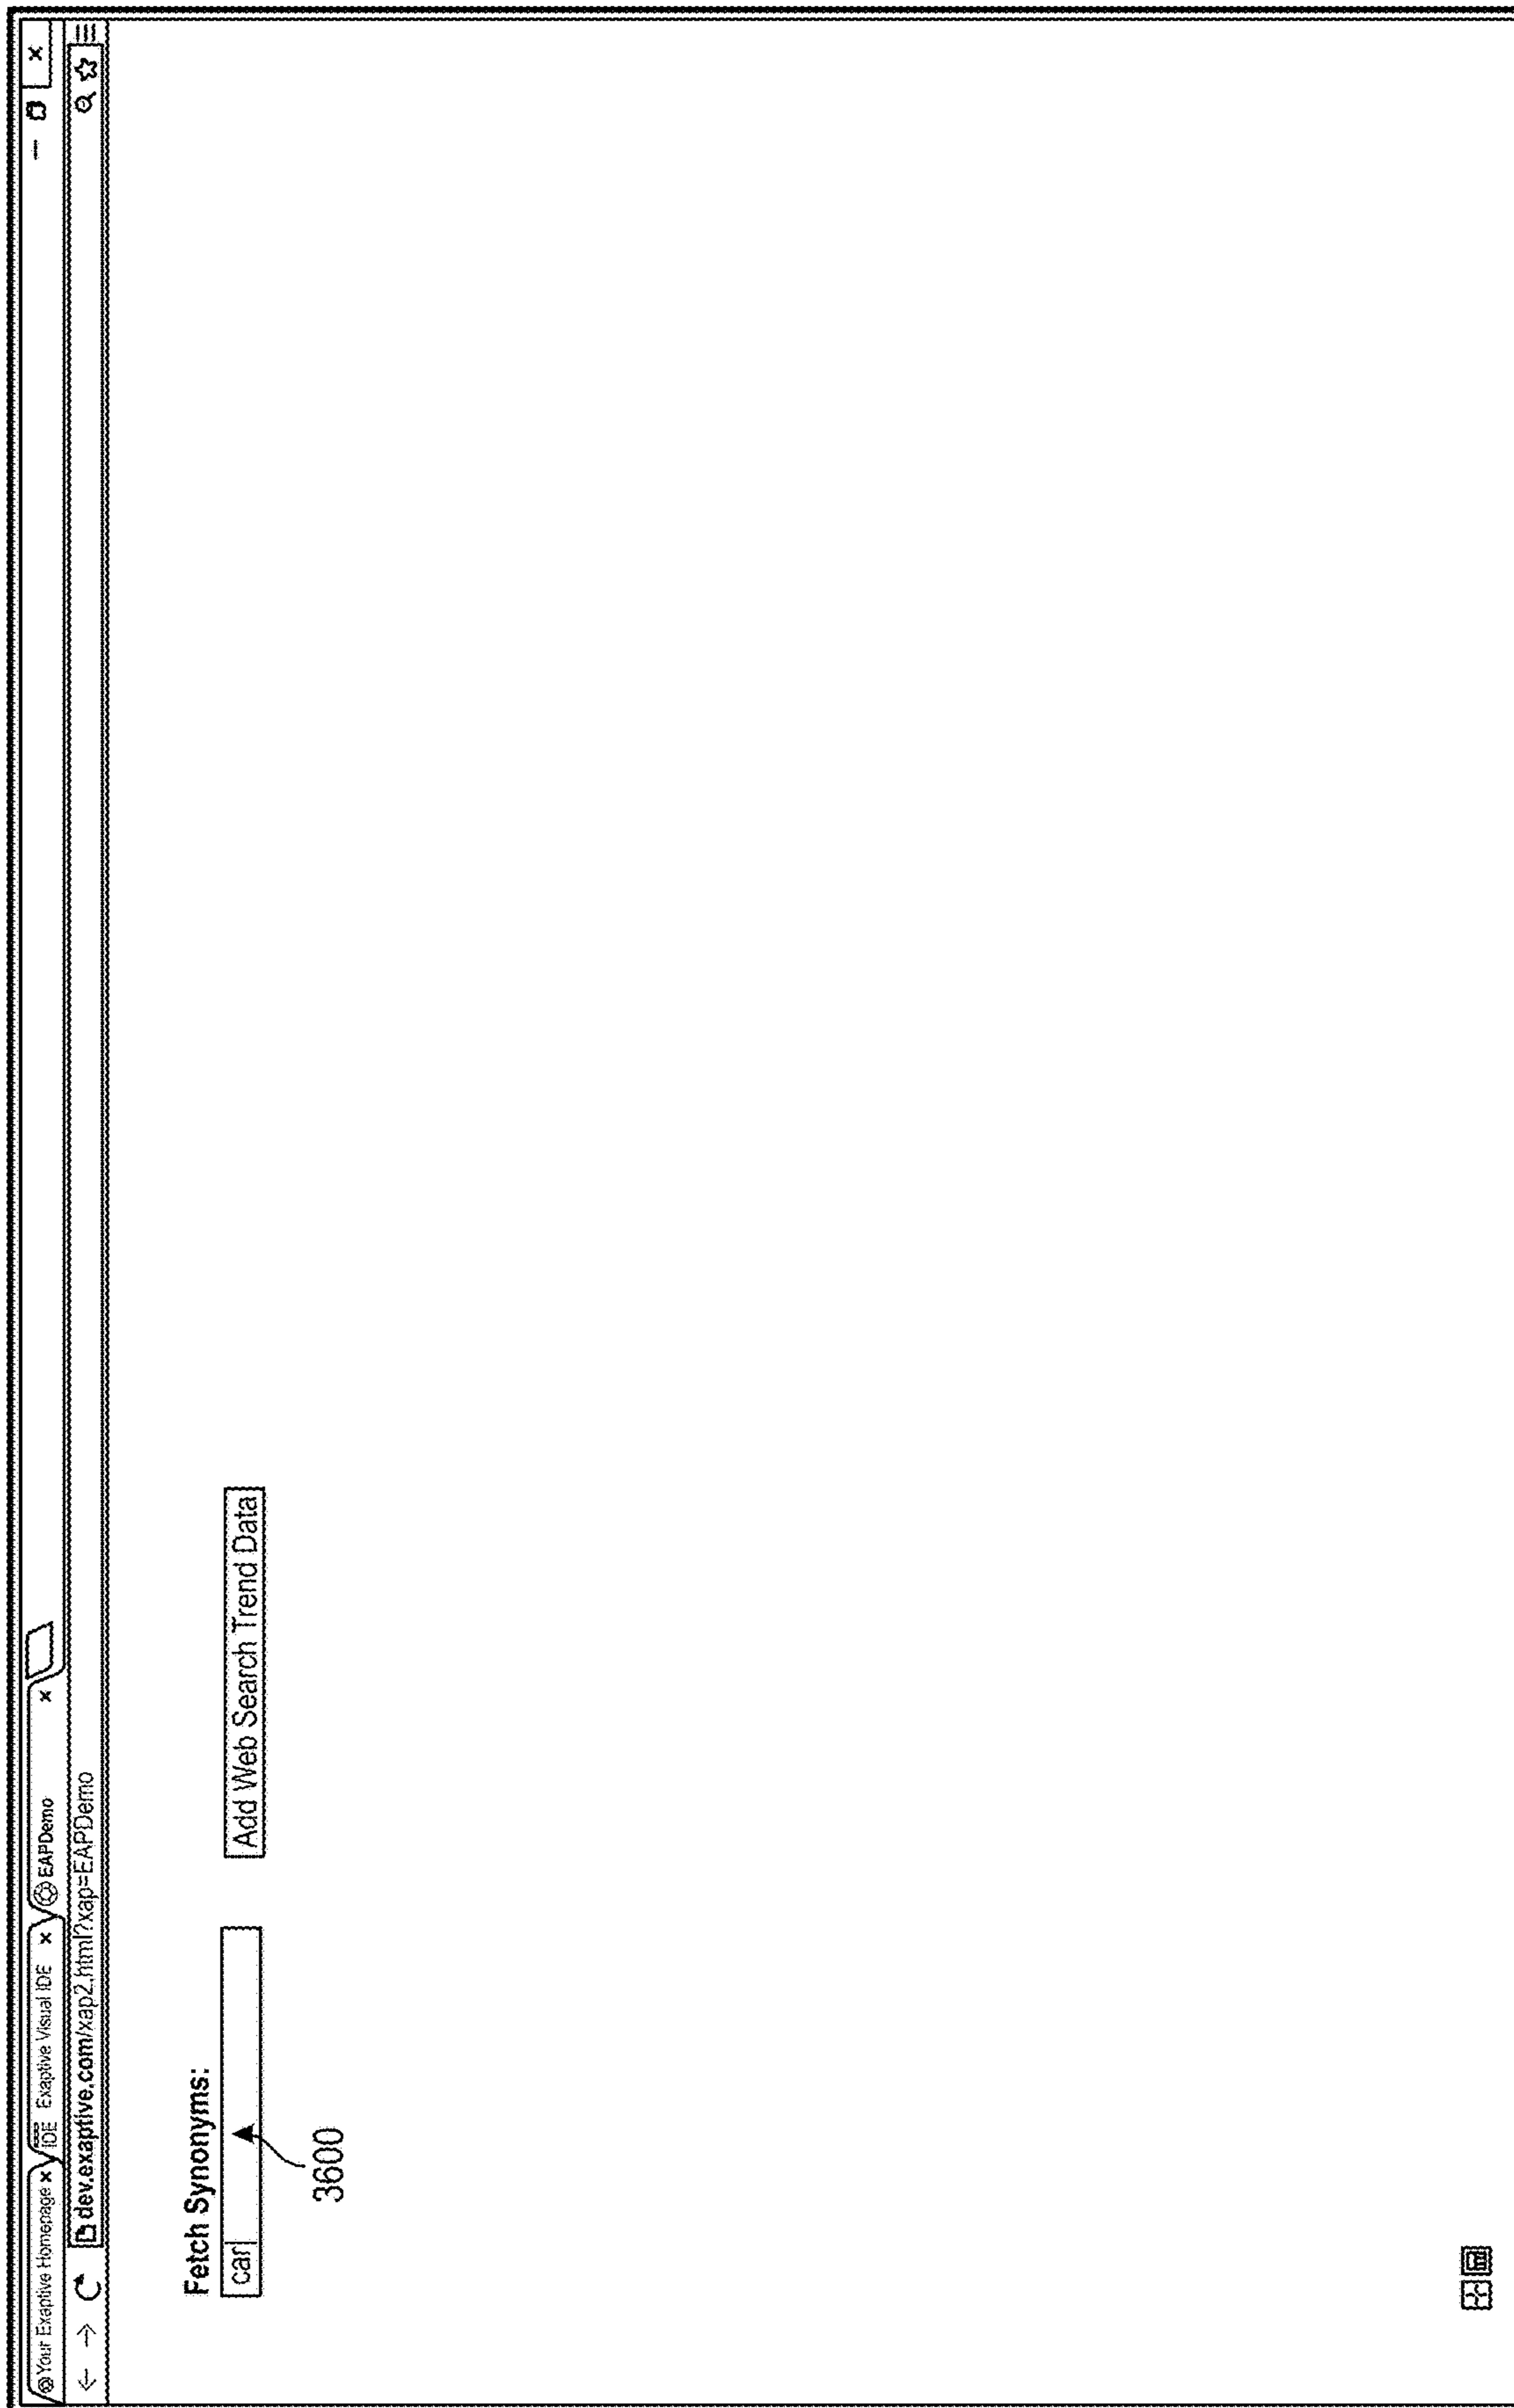 Your Exaptive Homepage x IDE Exaptive Visual IDE x EAPDemo x
dev.exaptive.com/xap2.html?xap=EAPDemo
Fetch Synonyms:
car Add Web Search Trend Data
3600